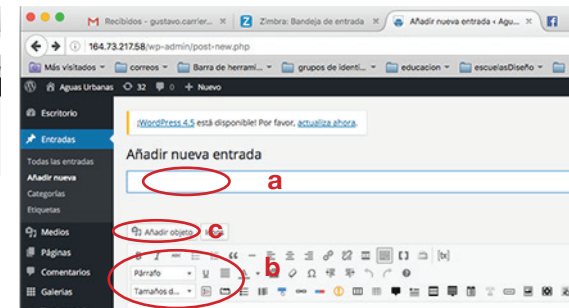 Recibidos - gustavo.carrier... × Zimbra: Bandeja de entrada × Añadir nueva entrada ‹ Agu... ×
164.73.217.58/wp-admin/post-new.php
Más visitados correos Barra de herrami... grupos de identi... educacion escuelasDiseño
Aguas Urbanas 32 0 + Nuevo
Escritorio
¡WordPress 4.5 está disponible! Por favor, actualiza ahora.
Entradas
Añadir nueva entrada
Todas las entradas
Añadir nueva
a
Categorías
Etiquetas
Medios
Añadir objeto
c
Páginas
B I
Comentarios
Párrafo
U
A
Ω
b
Galerías
Tamaños d...